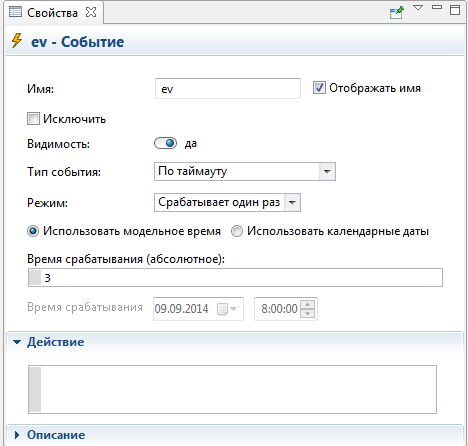 Свойства
ev - Событие
Имя: ev Отображать имя
Исключить
Видимость: да
Тип события: По таймауту
Режим: Срабатывает один раз
Использовать модельное время Использовать календарные даты
Время срабатывания (абсолютное):
3
Время срабатывания 09.09.2014 8:00:00
Действие
Описание